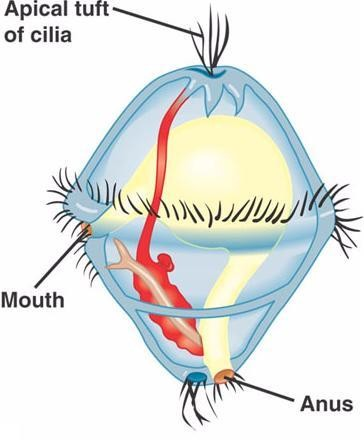 Apical tuft
of cilia
Mouth
Anus